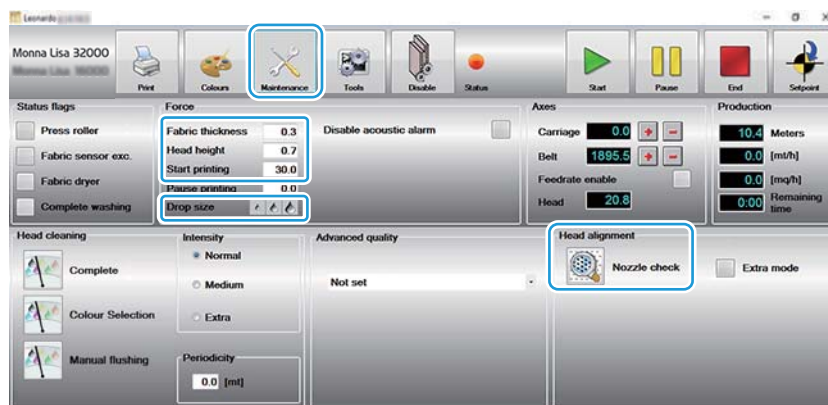 Leonardo
Monna Lisa 32000
Print
Colours
Maintenance
Tools
Disable
Status
Start
Pause
End
Setpoint
Status flags
Press roller
Fabric sensor exc.
Fabric dryer
Complete washing
Force
Fabric thickness 0.3
Head height 0.7
Start printing 30.0
Pause printing 0.0
Drop size
Disable acoustic alarm
Axes
Carriage 0.0 + -
Belt 1895.5 + -
Feedrate enable
Head 20.8
Production
10.4 Meters
0.0 [mt/h]
0.0 [mq/h]
0:00 Remaining
time
Head cleaning
Complete
Colour Selection
Manual flushing
Intensity
Normal
Medium
Extra
Periodicity
0.0 [mt]
Advanced quality
Not set
Head alignment
Nozzle check
Extra mode